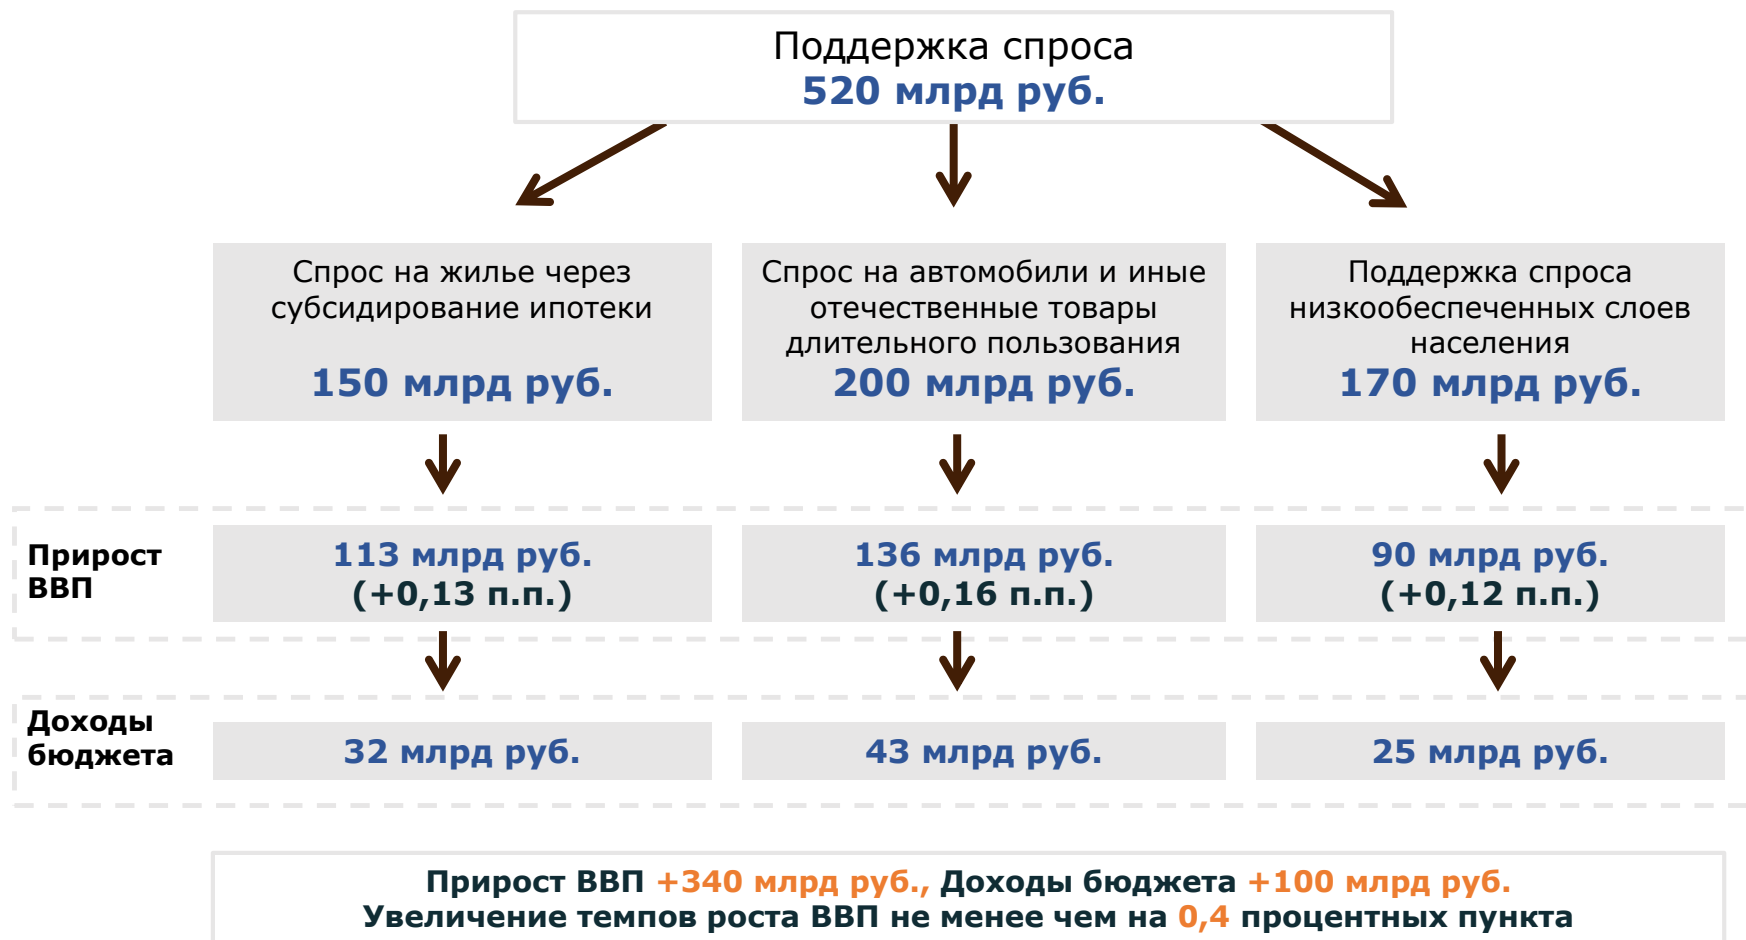 Поддержка спроса
520 млрд руб.
Спрос на жилье через
субсидирование ипотеки
150 млрд руб.
Спрос на автомобили и иные
отечественные товары
длительного пользования
200 млрд руб.
Поддержка спроса
низкообеспеченных слоев
населения
170 млрд руб.
Прирост
ВВП
113 млрд руб.
(+0,13 п.п.)
136 млрд руб.
(+0,16 п.п.)
90 млрд руб.
(+0,12 п.п.)
Доходы
бюджета
32 млрд руб.
43 млрд руб.
25 млрд руб.
Прирост ВВП +340 млрд руб., Доходы бюджета +100 млрд руб.
Увеличение темпов роста ВВП не менее чем на 0,4 процентных пункта